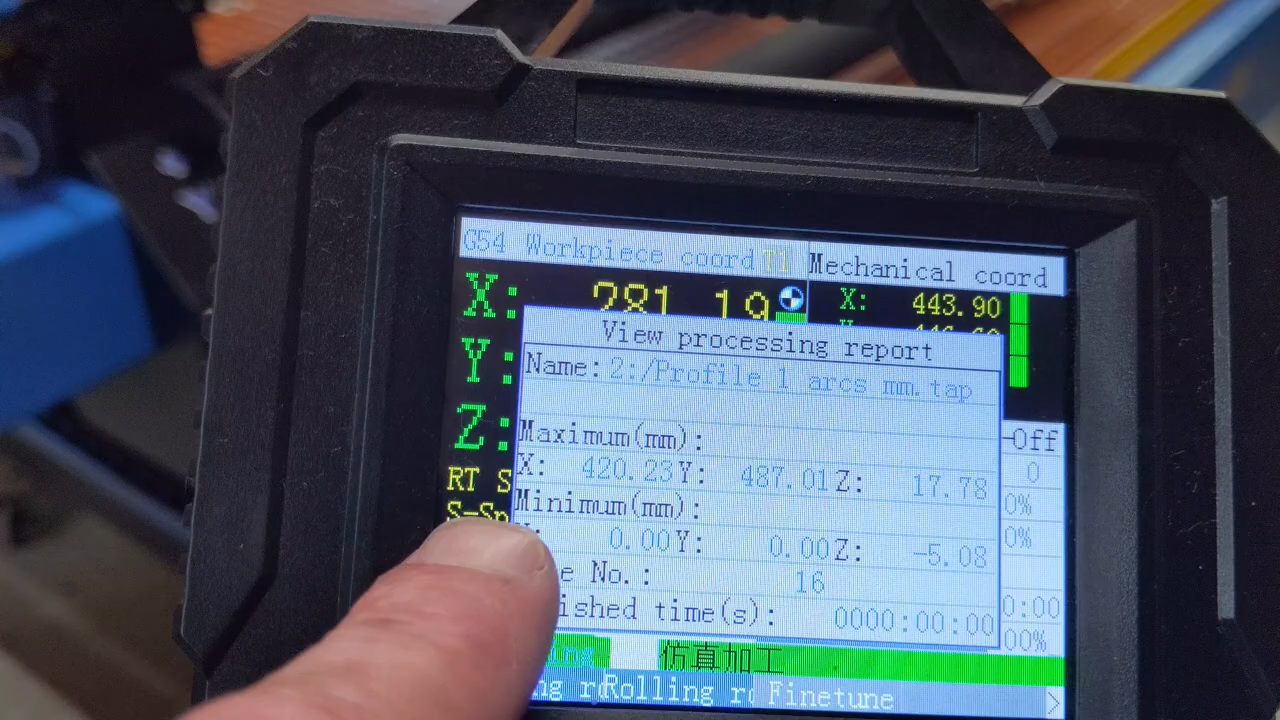 G54 Workpiece coord T1 Mechanical coord
X: 281.19 X: 443.90
View processing report
Y: Name: 2:/Profile 1 arcs mm.tap
Z: Maximum(mm): Off
X: 420.23 Y: 487.01 Z: 17.78 0
RT S Minimum(mm): 0%
0.00 Y: 0.00 Z: -5.08 0%
No.: 16
ished time(s): 0000:00:00 0:00
00%
仿真加工
Rolling Finetune >